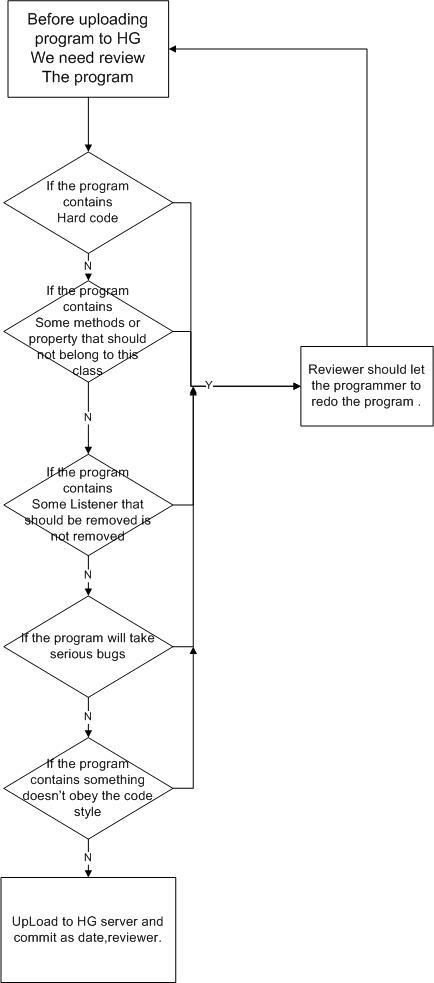 Before uploading
program to HG
We need review
The program
If the program
contains
Hard code
N
If the program
contains
Some methods or
property that should
not belong to this
class
Y
Reviewer should let
the programmer to
redo the program .
N
If the program
contains
Some Listener that
should be removed is
not removed
N
If the program will take
serious bugs
N
If the program
contains something
doesn't obey the code
style
N
UpLoad to HG server and
commit as date,reviewer.